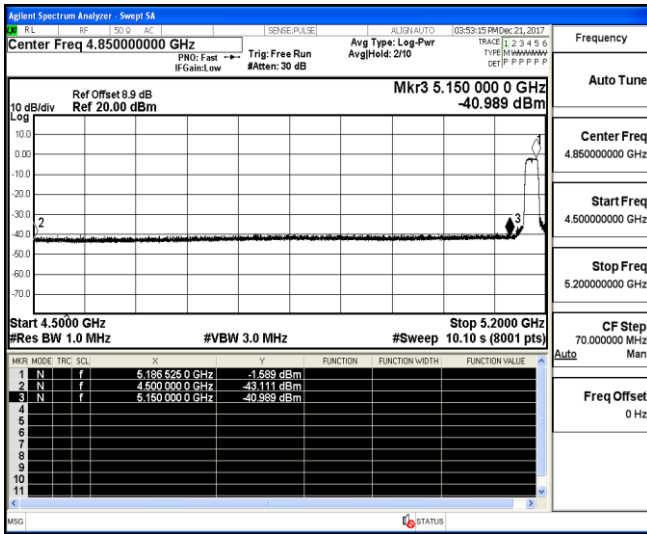 Agilent Spectrum Analyzer - Swept SA
RL RF 50 Ω AC SENSE:PULSE ALIGNAUTO 03:53:15 PM Dec 21, 2017
Center Freq 4.850000000 GHz
PNO: Fast
IFGain:Low
Trig: Free Run
#Atten: 30 dB
Avg Type: Log-Pwr
Avg|Hold: 2/10
TRACE 1 2 3 4 5 6
TYPE M WWWWW
DET P P P P P P
Ref Offset 8.9 dB
10 dB/div Ref 20.00 dBm
Log
Mkr3 5.150 000 0 GHz
-40.989 dBm
10.0
0.00
-10.0
-20.0
-30.0
-40.0
-50.0
-60.0
-70.0
1
2
3
Start 4.5000 GHz Stop 5.2000 GHz
#Res BW 1.0 MHz #VBW 3.0 MHz #Sweep 10.10 s (8001 pts)
MKR MODE TRC SCL X Y FUNCTION FUNCTION WIDTH FUNCTION VALUE
1 N f 5.186 525 0 GHz -1.589 dBm
2 N f 4.500 000 0 GHz -43.111 dBm
3 N f 5.150 000 0 GHz -40.989 dBm
4
5
6
7
8
9
10
11
MSG STATUS
Frequency
Auto Tune
Center Freq
4.850000000 GHz
Start Freq
4.500000000 GHz
Stop Freq
5.200000000 GHz
CF Step
70.000000 MHz
Auto Man
Freq Offset
0 Hz